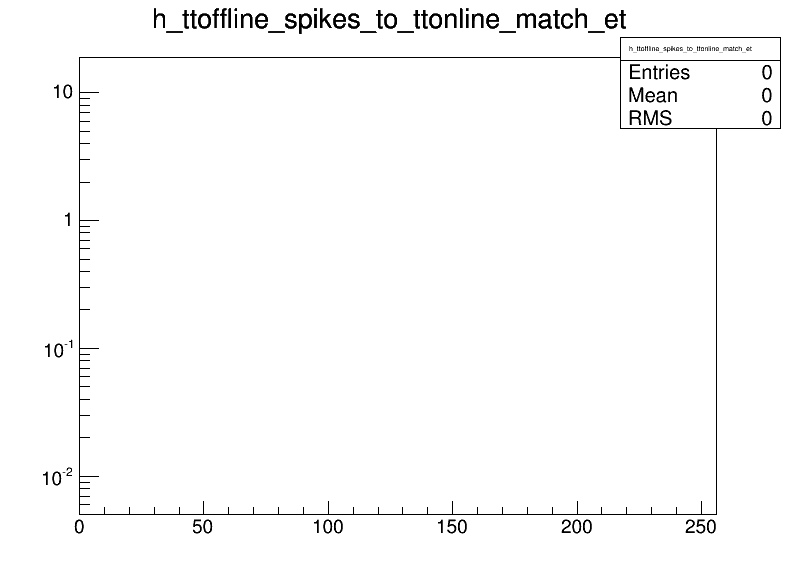 h_ttoffline_spikes_to_ttonline_match_et
h_ttoffline_spikes_to_ttonline_match_et
Entries 0
Mean 0
RMS 0
10
1
10⁻¹
10⁻²
0 50 100 150 200 250